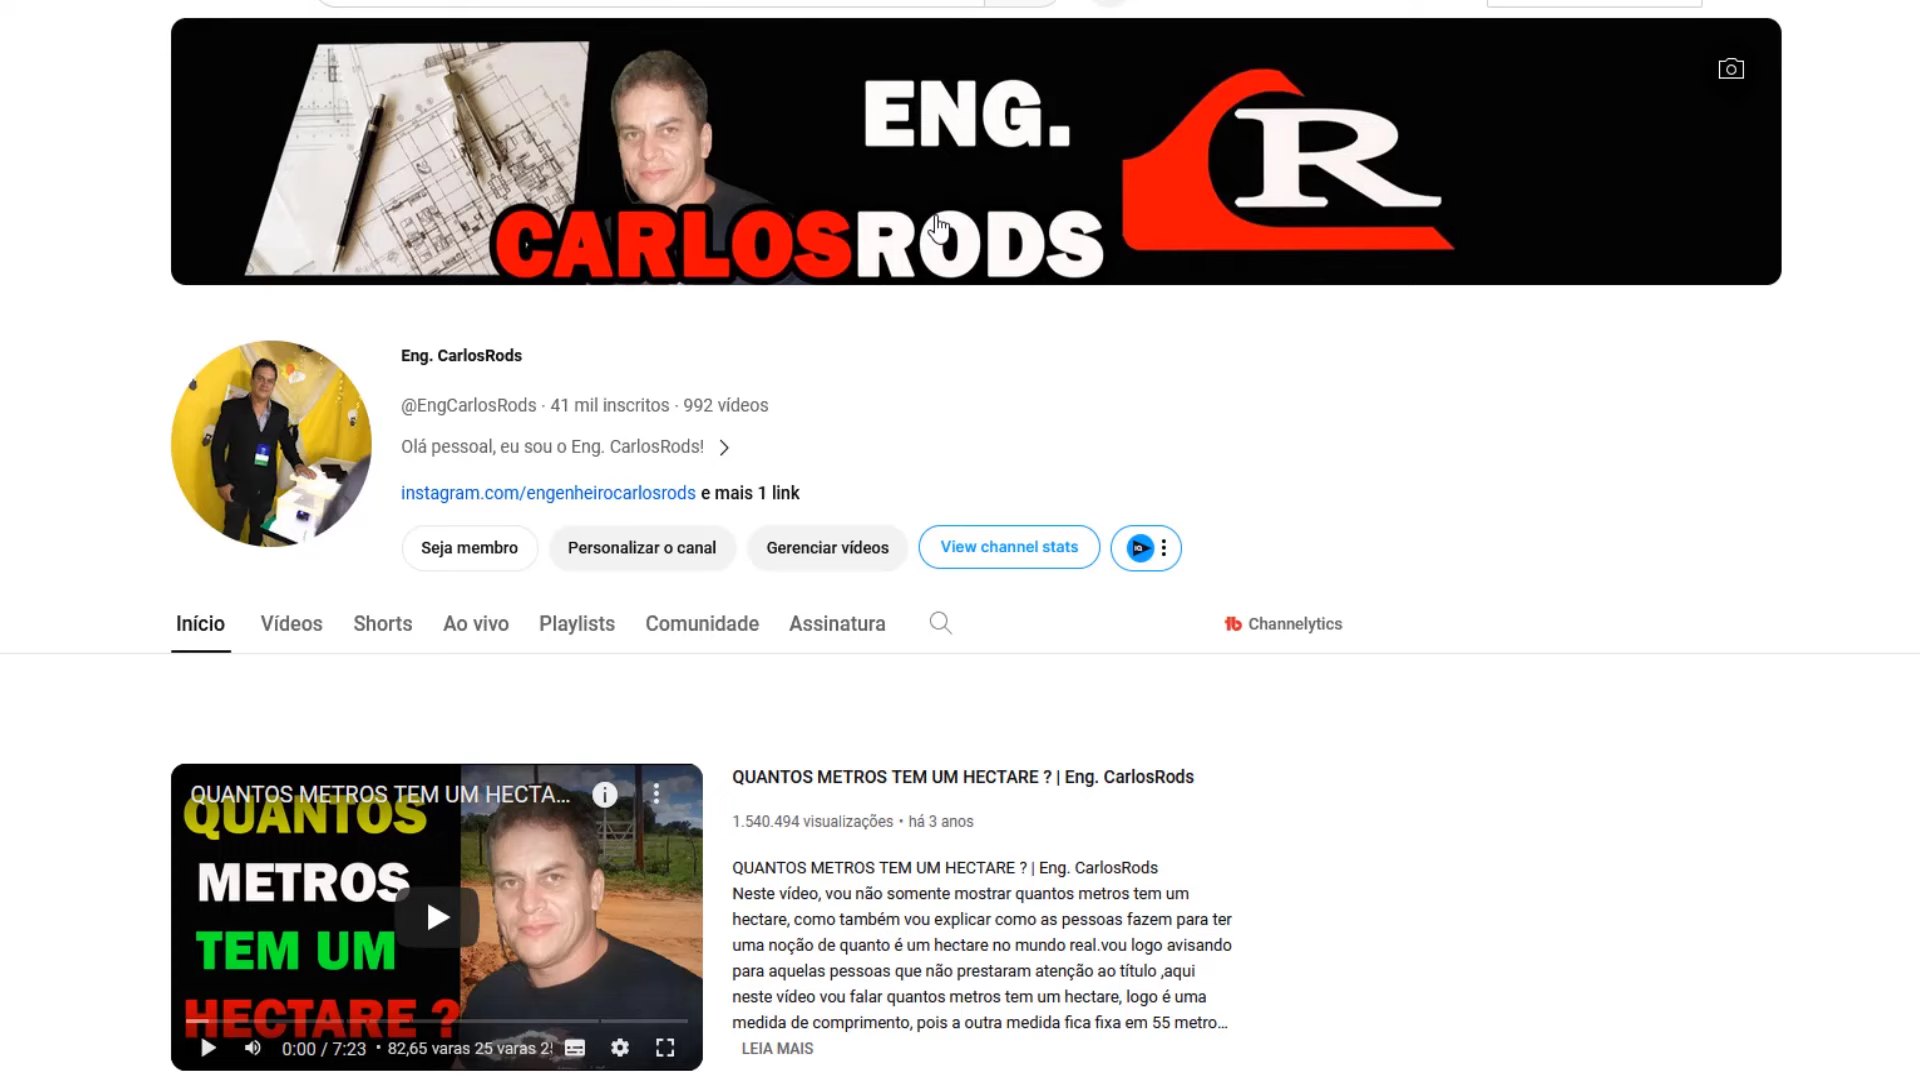 ENG.
CARLOSRODS
R
Eng. CarlosRods
@EngCarlosRods · 41 mil inscritos · 992 vídeos
Olá pessoal, eu sou o Eng. CarlosRods!
instagram.com/engenheirocarlosrods e mais 1 link
Seja membro Personalizar o canal Gerenciar vídeos View channel stats
Início Vídeos Shorts Ao vivo Playlists Comunidade Assinatura Channelytics
QUANTOS METROS TEM UM HECTA...
QUANTOS
METROS
TEM UM
HECTARE ?
0:00 / 7:23 • 82,65 varas 25 varas
QUANTOS METROS TEM UM HECTARE ? | Eng. CarlosRods
1.540.494 visualizações • há 3 anos
QUANTOS METROS TEM UM HECTARE ? | Eng. CarlosRods
Neste vídeo, vou não somente mostrar quantos metros tem um
hectare, como também vou explicar como as pessoas fazem para ter
uma noção de quanto é um hectare no mundo real.vou logo avisando
para aquelas pessoas que não prestaram atenção ao título ,aqui
neste vídeo vou falar quantos metros tem um hectare, logo é uma
medida de comprimento, pois a outra medida fica fixa em 55 metro...
LEIA MAIS